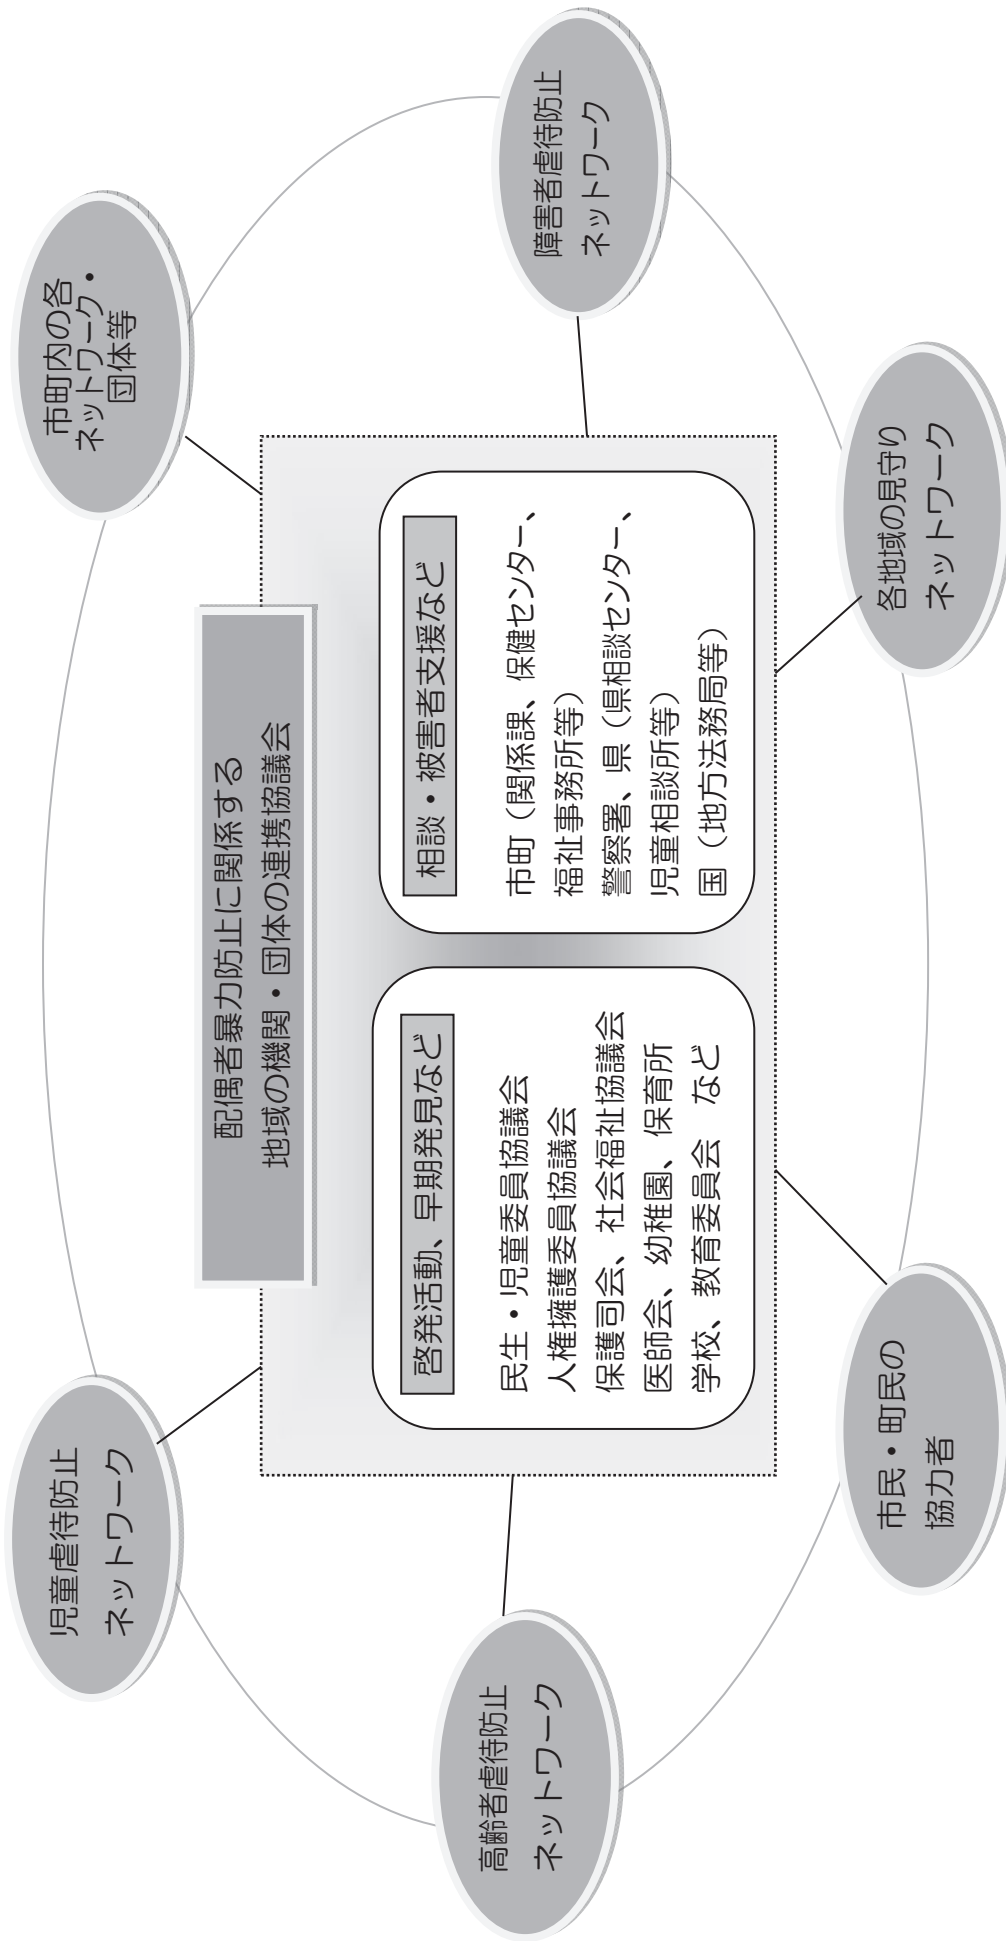 配偶者暴力防止に関係する
地域の機関・団体の連携協議会
児童虐待防止
ネットワーク
市町内の各
ネットワーク・
団体等
啓発活動、早期発見など
民生・児童委員協議会
人権擁護委員協議会
保護司会、社会福祉協議会
医師会、幼稚園、保育所
学校、教育委員会　など
相談・被害者支援など
市町（関係課、保健センター、
福祉事務所等）
警察署、県（県相談センター、
児童相談所等）
国（地方法務局等）
高齢者虐待防止
ネットワーク
障害者虐待防止
ネットワーク
市民・町民の
協力者
各地域の見守り
ネットワーク